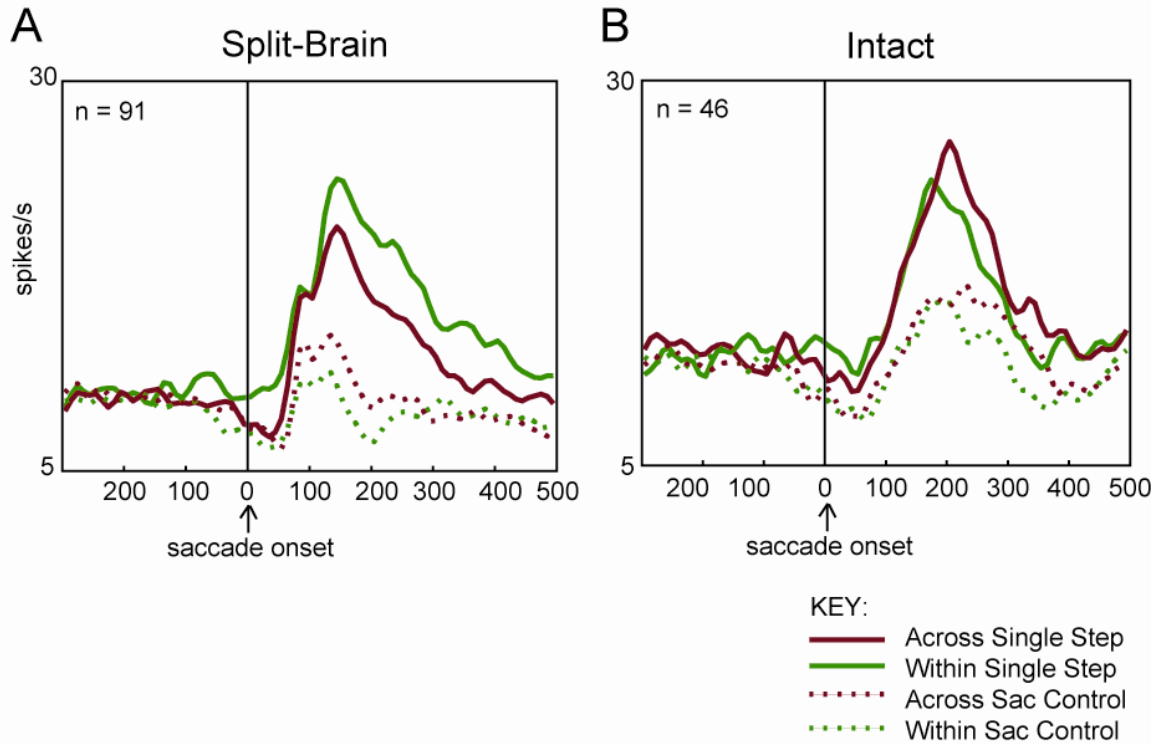 A
Split-Brain
B
Intact
30
n = 91
spikes/s
5
200 100 0 100 200 300 400 500
saccade onset
30
n = 46
5
200 100 0 100 200 300 400 500
saccade onset
KEY:
Across Single Step
Within Single Step
Across Sac Control
Within Sac Control